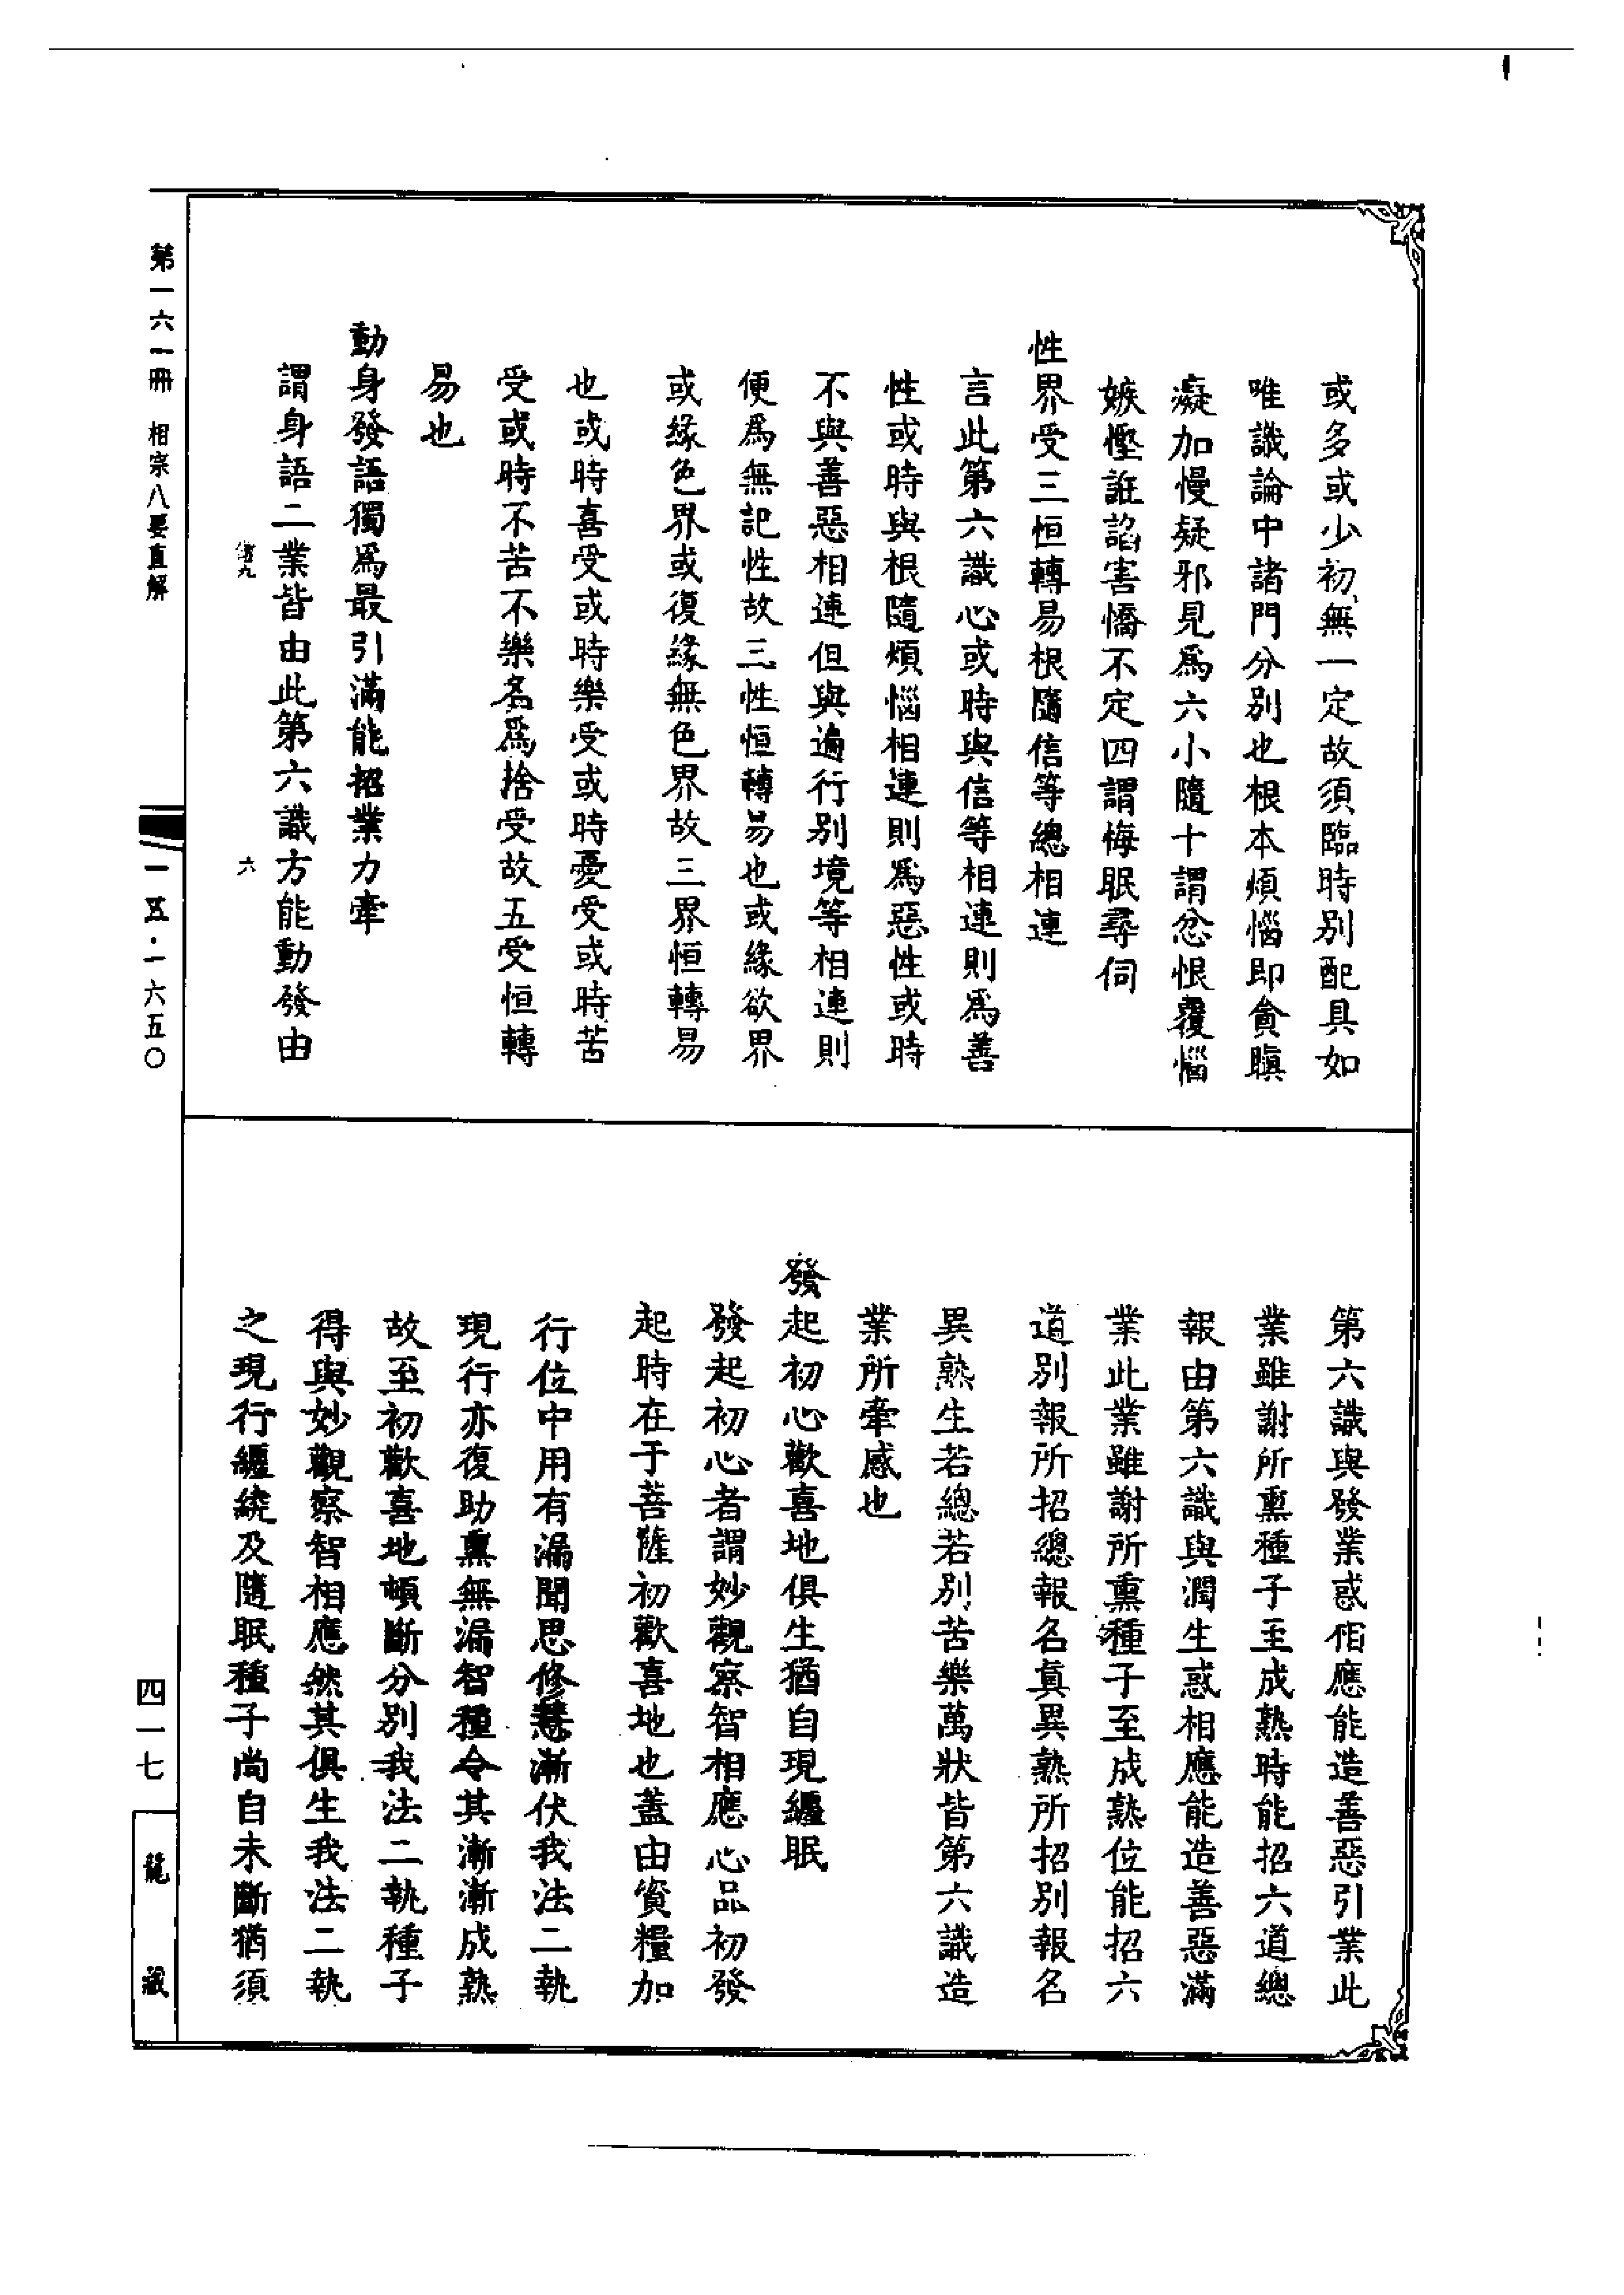 或多或少初無一定故須臨時別配具如
唯識論中諸門分別也根本煩惱即貪瞋
癡加慢疑邪見爲六小隨十謂忿恨覆惱
嫉慳誑諂害憍不定四謂悔眠尋伺
性界受三恒轉易根隨信等總相連
言此第六識心或時與信等相連則爲善
性或時與根隨煩惱相連則爲惡性或時
不與善惡相連但與遍行別境等相連則
便爲無記性故三性恒轉易也或緣欲界
或緣色界或復緣無色界故三界恒轉易
也或時喜受或時樂受或時憂受或時苦
受或時不苦不樂名爲捨受故五受恒轉
易也
動身發語獨爲最引滿能招業力牽
謂身語二業皆由此第六識方能動發由
六
第六識與發業惑相應能造善惡引業此
業雖謝所熏種子至成熟時能招六道總
報由第六識與潤生惑相應能造善惡滿
業此業雖謝所熏種子至成熟位能招六
道別報所招總報名真異熟所招別報名
異熟生若總若別苦樂萬狀皆第六識造
業所牽感也
發起初心歡喜地俱生猶自現纏眠
發起初心者謂妙觀察智相應心品初發
起時在于菩薩初歡喜地也蓋由資糧加
行位中用有漏聞思修慧漸伏我法二執
現行亦復助熏無漏智種令其漸漸成熟
故至初歡喜地頓斷分別我法二執種子
得與妙觀察智相應然其俱生我法二執
之現行纏繞及隨眠種子尚自未斷猶須
第一六一冊 相宗八要直解
一五·一六五〇
四一七
龍藏